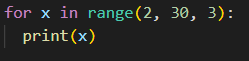 for x in range(2, 30, 3):
  print(x)